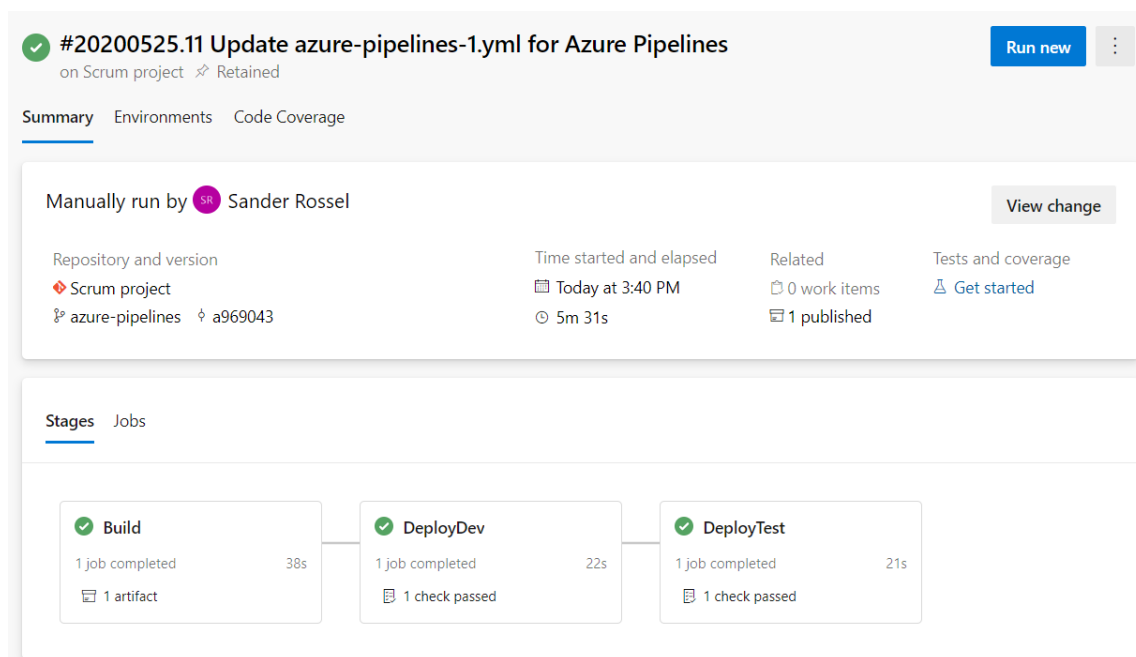 #20200525.11 Update azure-pipelines-1.yml for Azure Pipelines
on Scrum project Retained
Run new
Summary Environments Code Coverage
Manually run by SR Sander Rossel
View change
Repository and version
Scrum project
azure-pipelines a969043
Time started and elapsed
Today at 3:40 PM
5m 31s
Related
0 work items
1 published
Tests and coverage
Get started
Stages Jobs
Build
1 job completed 38s
1 artifact
DeployDev
1 job completed 22s
1 check passed
DeployTest
1 job completed 21s
1 check passed